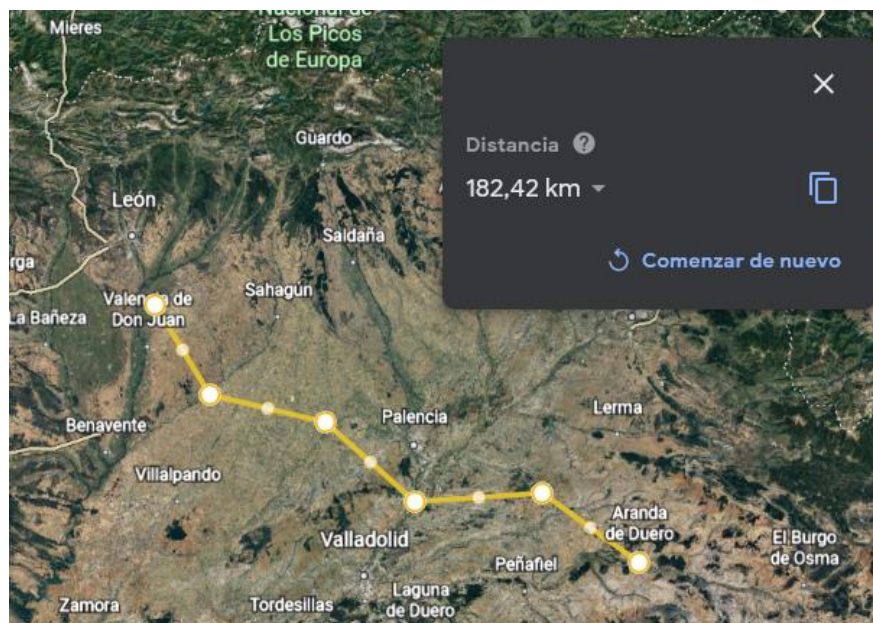 Nacional de
Los Picos
de Europa
Mieres
Distancia
182,42 km
Comenzar de nuevo
Guardo
León
Saldaña
rga
Sahagún
Valencia de
Don Juan
La Bañeza
Palencia
Lerma
Benavente
Villalpando
Aranda
de Duero
Valladolid
El Burgo
de Osma
Peñafiel
Laguna
de Duero
Zamora
Tordesillas